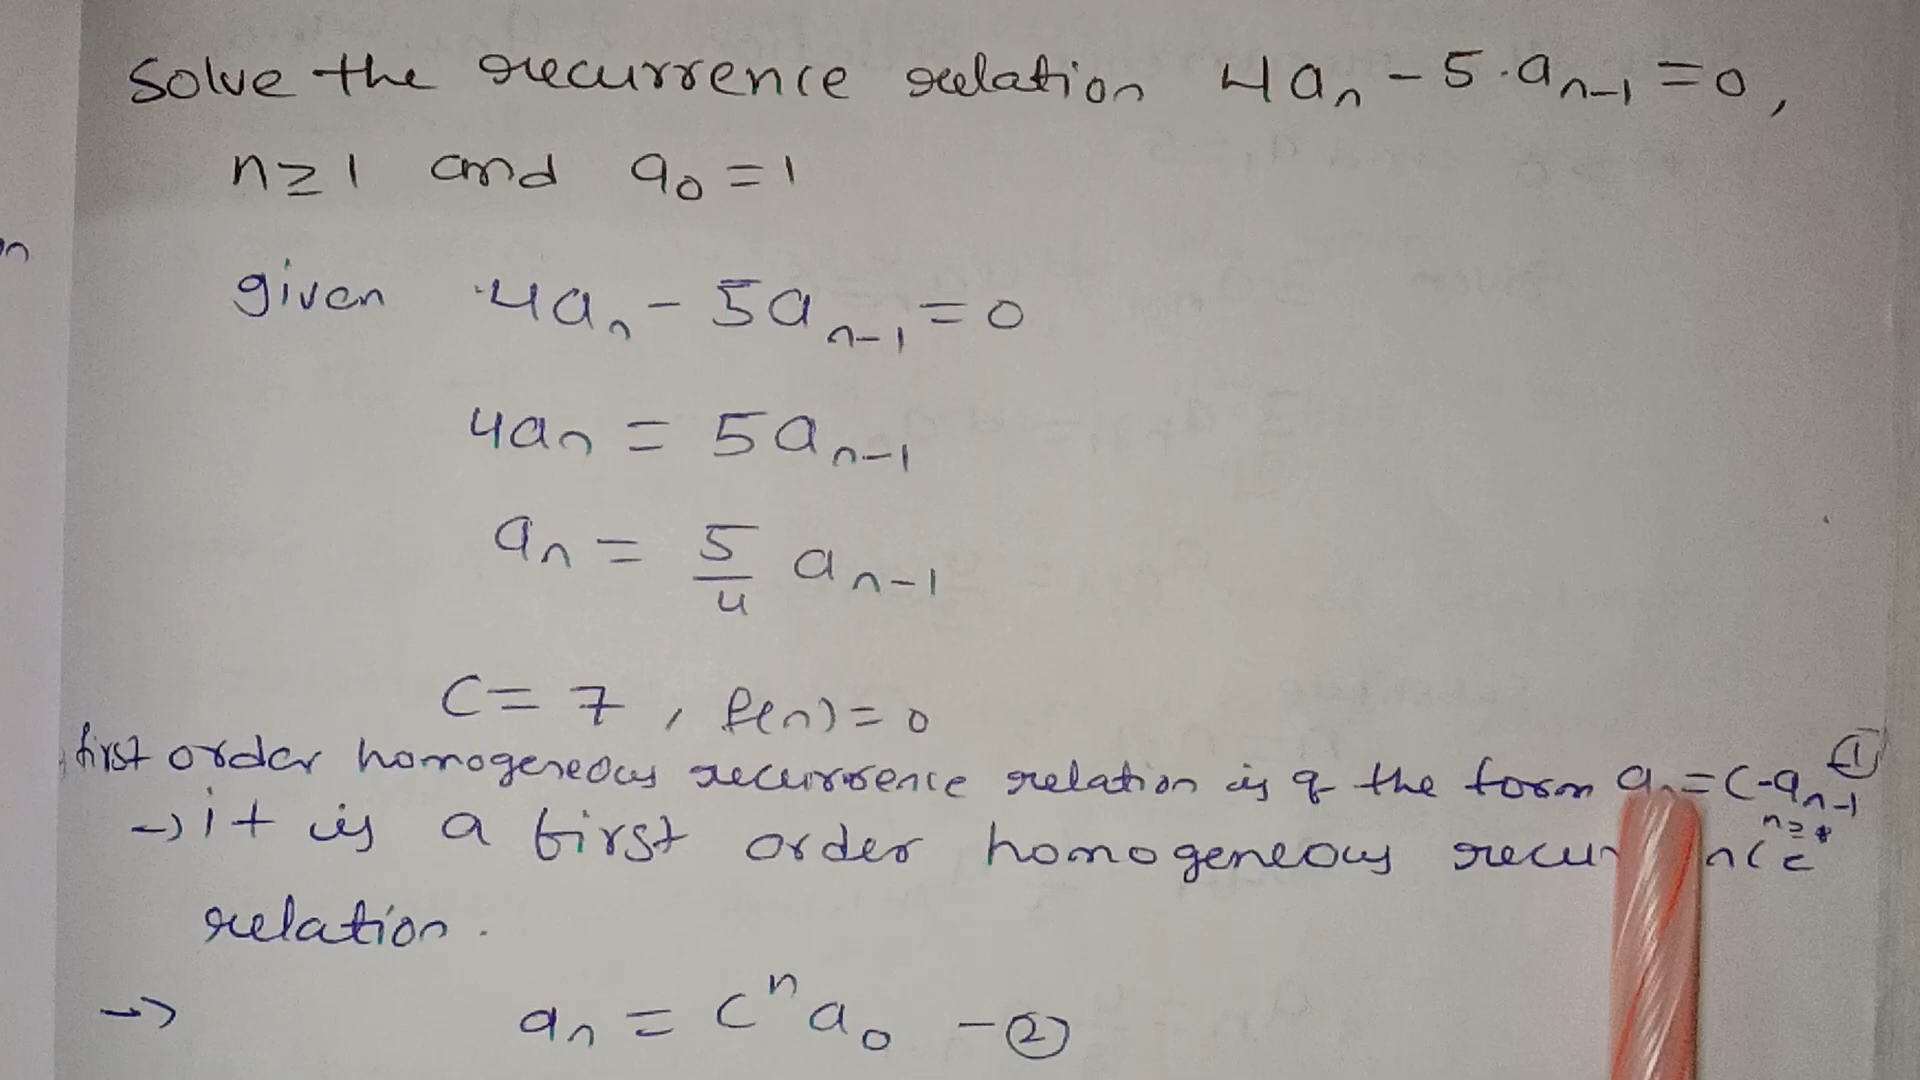 Solve the recurrence relation 4aₙ - 5.aₙ₋₁ = 0,
n ≥ 1 and a₀ = 1
n
given 4aₙ - 5aₙ₋₁ = 0
4aₙ = 5aₙ₋₁
aₙ = 5/4 aₙ₋₁
C = 7, f(n) = 0
first order homogeneous recurrence relation is of the form aₙ = C-aₙ₋₁ ①
n ≥
→ it is a first order homogeneous
relation.
→ aₙ = cⁿ a₀ - ②